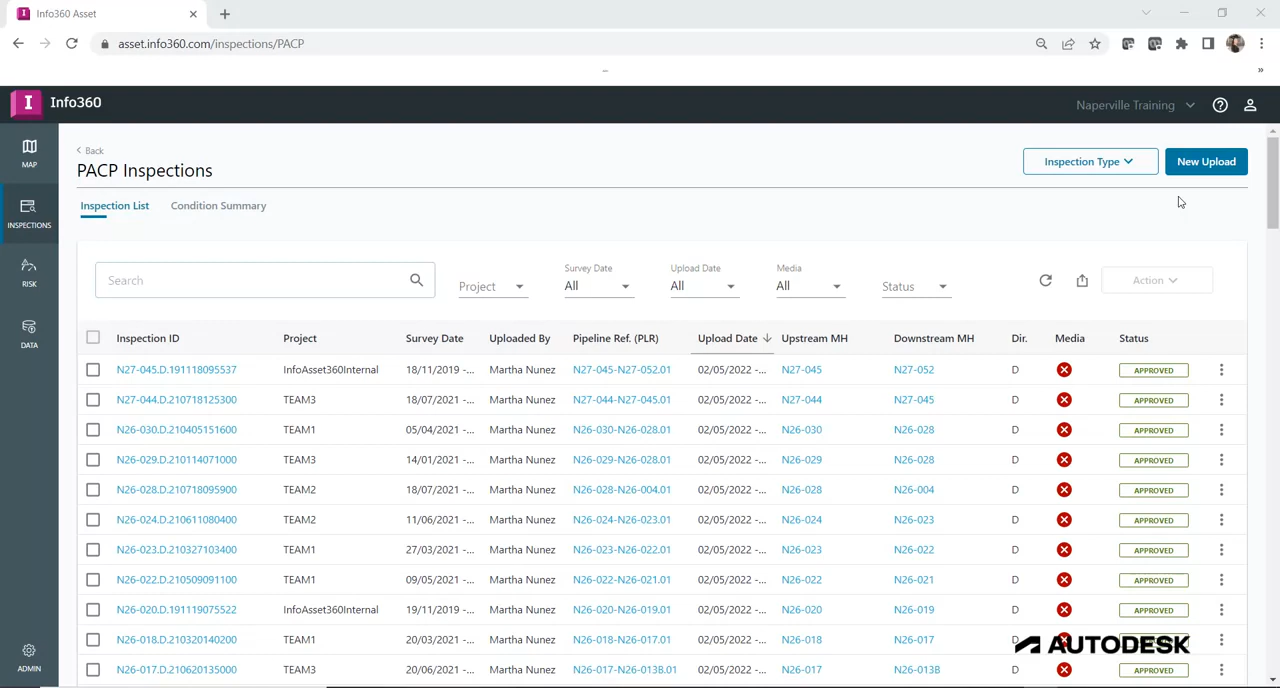 Info360 Asset
asset.info360.com/inspections/PACP
»
I Info360
Naperville Training
MAP
INSPECTIONS
RISK
DATA
ADMIN
Back
PACP Inspections
Inspection Type
New Upload
Inspection List Condition Summary
Search
Project
Survey Date
All
Upload Date
All
Media
All
Status
Action
Inspection ID Project Survey Date Uploaded By Pipeline Ref. (PLR) Upload Date Upstream MH Downstream MH Dir. Media Status
N27-045.D.191118095537 InfoAsset360Internal 18/11/2019 -... Martha Nunez N27-045-N27-052.01 02/05/2022 -... N27-045 N27-052 D APPROVED
N27-044.D.210718125300 TEAM3 18/07/2021 -... Martha Nunez N27-044-N27-045.01 02/05/2022 -... N27-044 N27-045 D APPROVED
N26-030.D.210405151600 TEAM1 05/04/2021 -... Martha Nunez N26-030-N26-028.01 02/05/2022 -... N26-030 N26-028 D APPROVED
N26-029.D.210114071000 TEAM3 14/01/2021 -... Martha Nunez N26-029-N26-028.01 02/05/2022 -... N26-029 N26-028 D APPROVED
N26-028.D.210718095900 TEAM2 18/07/2021 -... Martha Nunez N26-028-N26-004.01 02/05/2022 -... N26-028 N26-004 D APPROVED
N26-024.D.210611080400 TEAM2 11/06/2021 -... Martha Nunez N26-024-N26-023.01 02/05/2022 -... N26-024 N26-023 D APPROVED
N26-023.D.210327103400 TEAM1 27/03/2021 -... Martha Nunez N26-023-N26-022.01 02/05/2022 -... N26-023 N26-022 D APPROVED
N26-022.D.210509091100 TEAM1 09/05/2021 -... Martha Nunez N26-022-N26-021.01 02/05/2022 -... N26-022 N26-021 D APPROVED
N26-020.D.191119075522 InfoAsset360Internal 19/11/2019 -... Martha Nunez N26-020-N26-019.01 02/05/2022 -... N26-020 N26-019 D APPROVED
N26-018.D.210320140200 TEAM1 20/03/2021 -... Martha Nunez N26-018-N26-017.01 02/05/2022 -... N26-018 N26-017
AUTODESK
N26-017.D.210620135000 TEAM3 20/06/2021 -... Martha Nunez N26-017-N26-013B.01 02/05/2022 -... N26-017 N26-013B D APPROVED